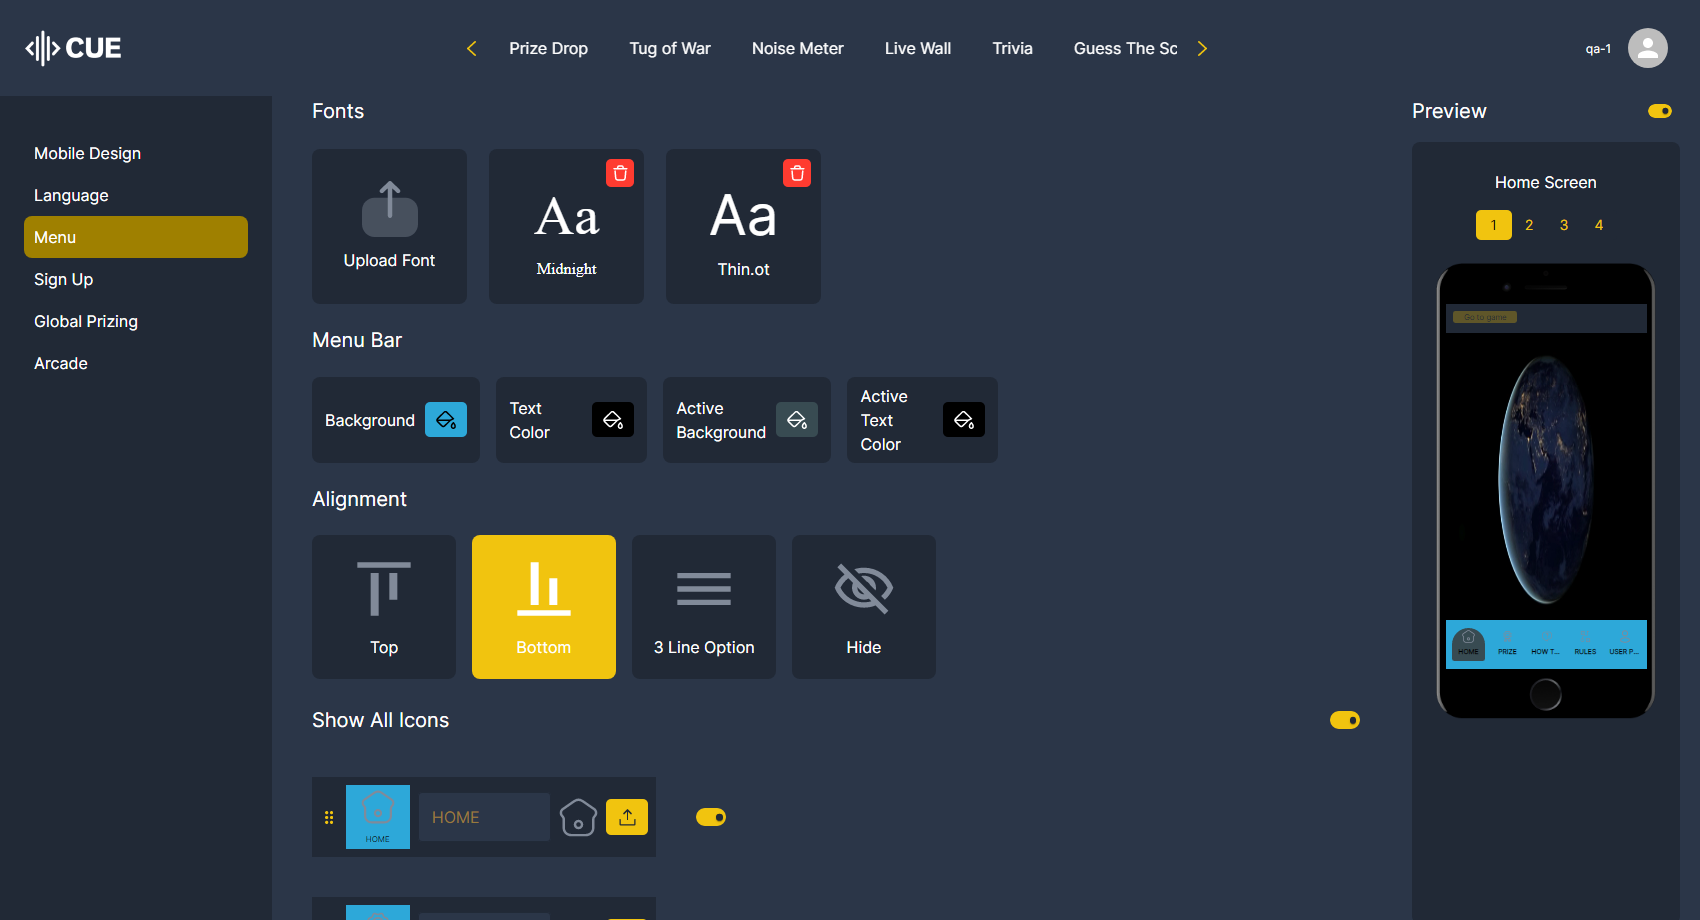 CUE
Prize Drop
Tug of War
Noise Meter
Live Wall
Trivia
Guess The Sc
qa-1
Mobile Design
Language
Menu
Sign Up
Global Prizing
Arcade
Fonts
Upload Font
Aa
Midnight
Aa
Thin.ot
Menu Bar
Background
Text
Color
Active
Background
Active
Text
Color
Alignment
Top
Bottom
3 Line Option
Hide
Show All Icons
HOME
HOME
Preview
Home Screen
1 2 3 4
Go to game
HOME
PRIZE
HOW T...
RULES
USER P...